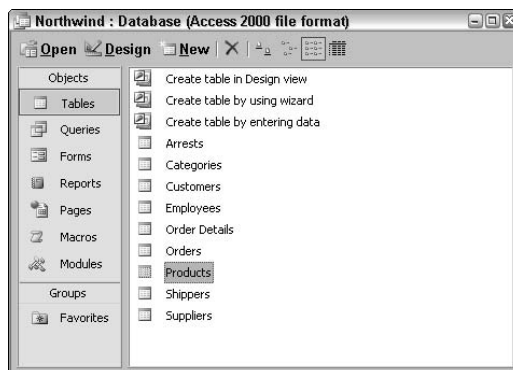 Northwind : Database (Access 2000 file format)
Open Design New
Objects
Tables
Queries
Forms
Reports
Pages
Macros
Modules
Groups
Favorites
Create table in Design view
Create table by using wizard
Create table by entering data
Arrests
Categories
Customers
Employees
Order Details
Orders
Products
Shippers
Suppliers